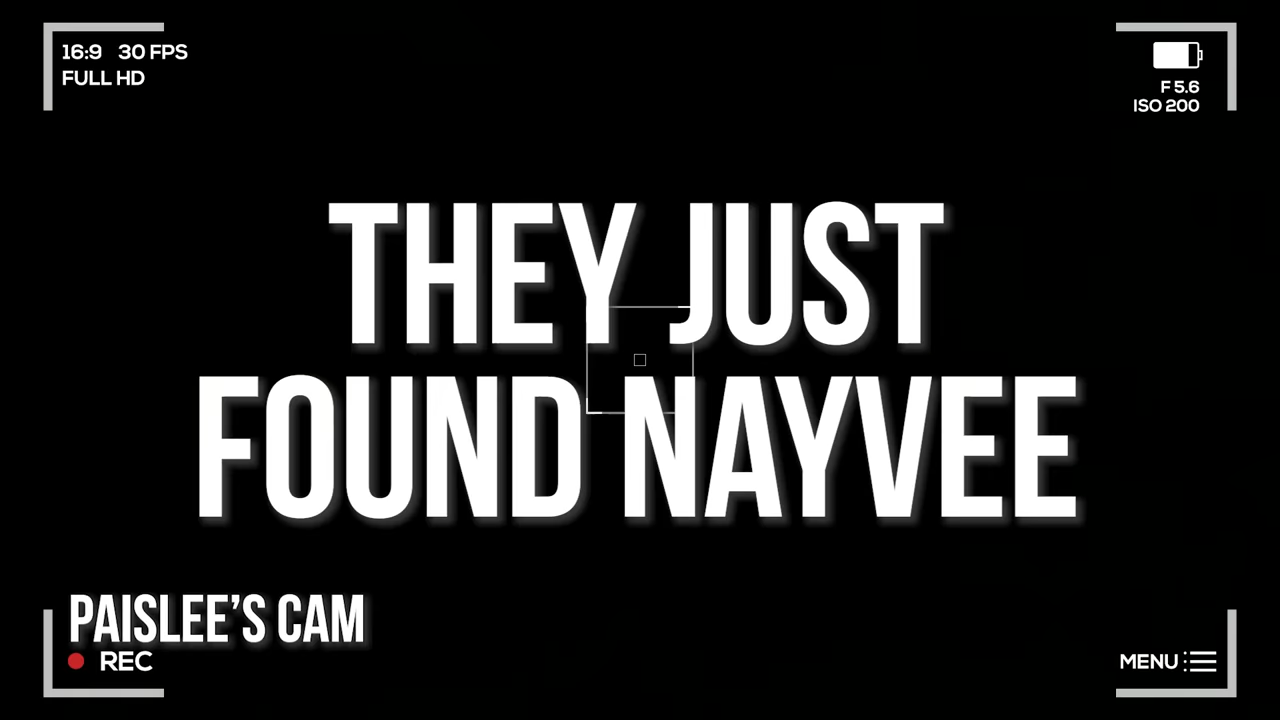 16:9 30 FPS
FULL HD
F 5.6
ISO 200
THEY JUST
FOUND NAYVEE
PAISLEE'S CAM
REC
MENU